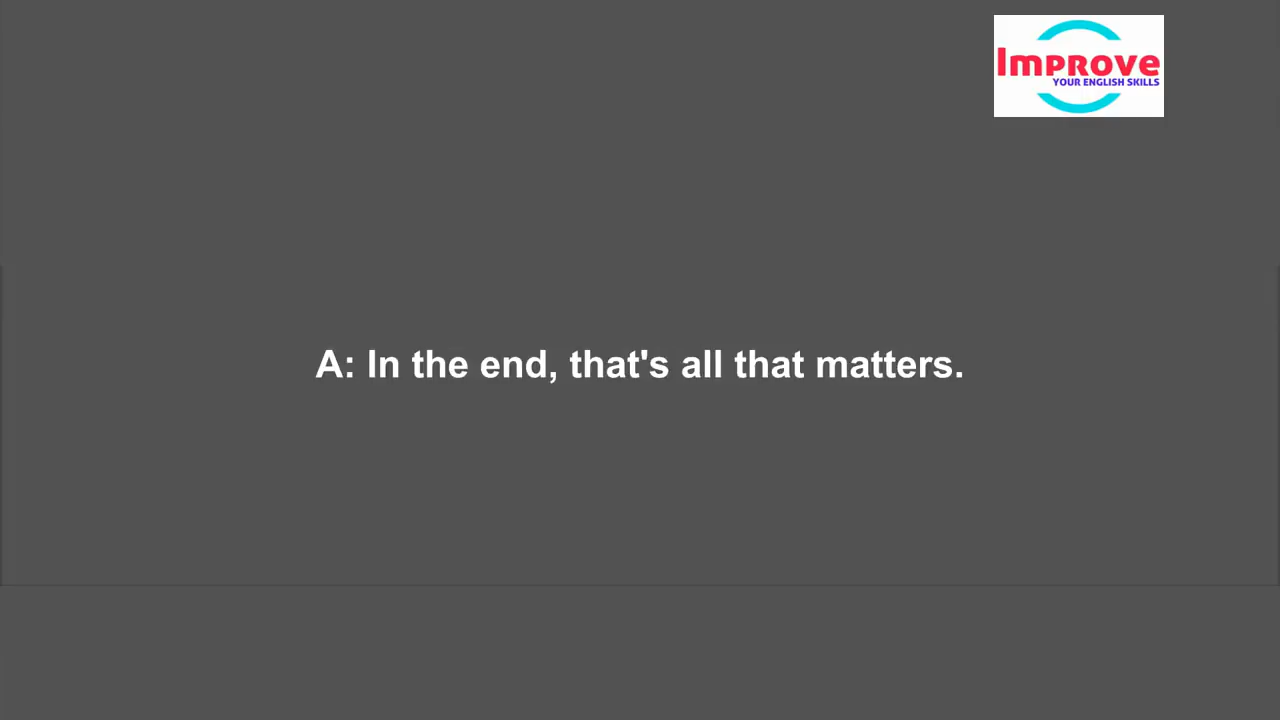 Improve
YOUR ENGLISH SKILLS
A: In the end, that's all that matters.